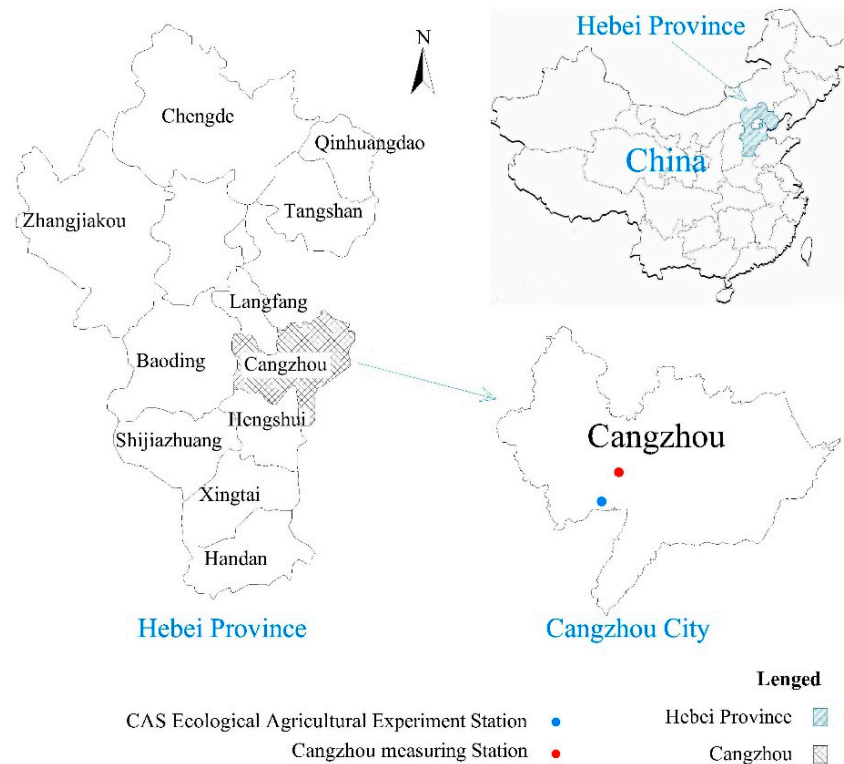 N
Chengde
Qinhuangdao
Zhangjiakou
Tangshan
Langfang
Baoding
Cangzhou
Hengshui
Shijiazhuang
Xingtai
Handan
Hebei Province
Hebei Province
China
Cangzhou
Cangzhou City
Lenged
CAS Ecological Agricultural Experiment Station
Hebei Province
Cangzhou measuring Station
Cangzhou